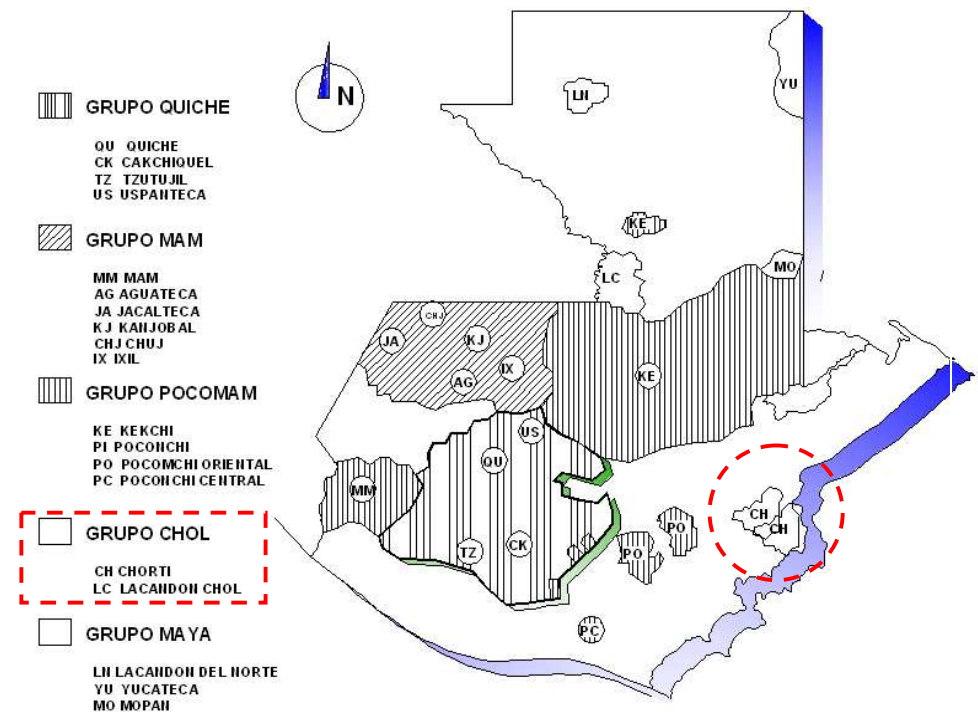 GRUPO QUICHE
QU QUICHE
CK CAKCHIQUEL
TZ TZUTUJIL
US USPANTECA
GRUPO MAM
MM MAM
AG AGUATECA
JA JACALTECA
KJ KANJOBAL
CHJ CHUJ
IX IXIL
GRUPO POCOMAM
KE KEKCHI
PI POCONCHI
PO POCOMCHI ORIENTAL
PC POCONCHI CENTRAL
GRUPO CHOL
CH CHORTI
LC LACANDON CHOL
GRUPO MAYA
LN LACANDON DEL NORTE
YU YUCATECA
MO MOPAN
N
LN
YU
KE
MO
LC
CHJ
JA
KJ
IX
AG
KE
US
QU
MM
CH
CH
PO
TZ
CK
PO
PC